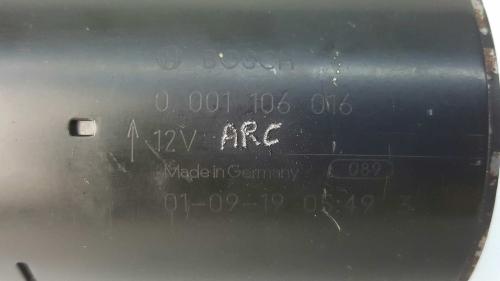 BOSCH
0 001 106 016
12V ARC
Made in Germany 089
01-09-19 05:49 3